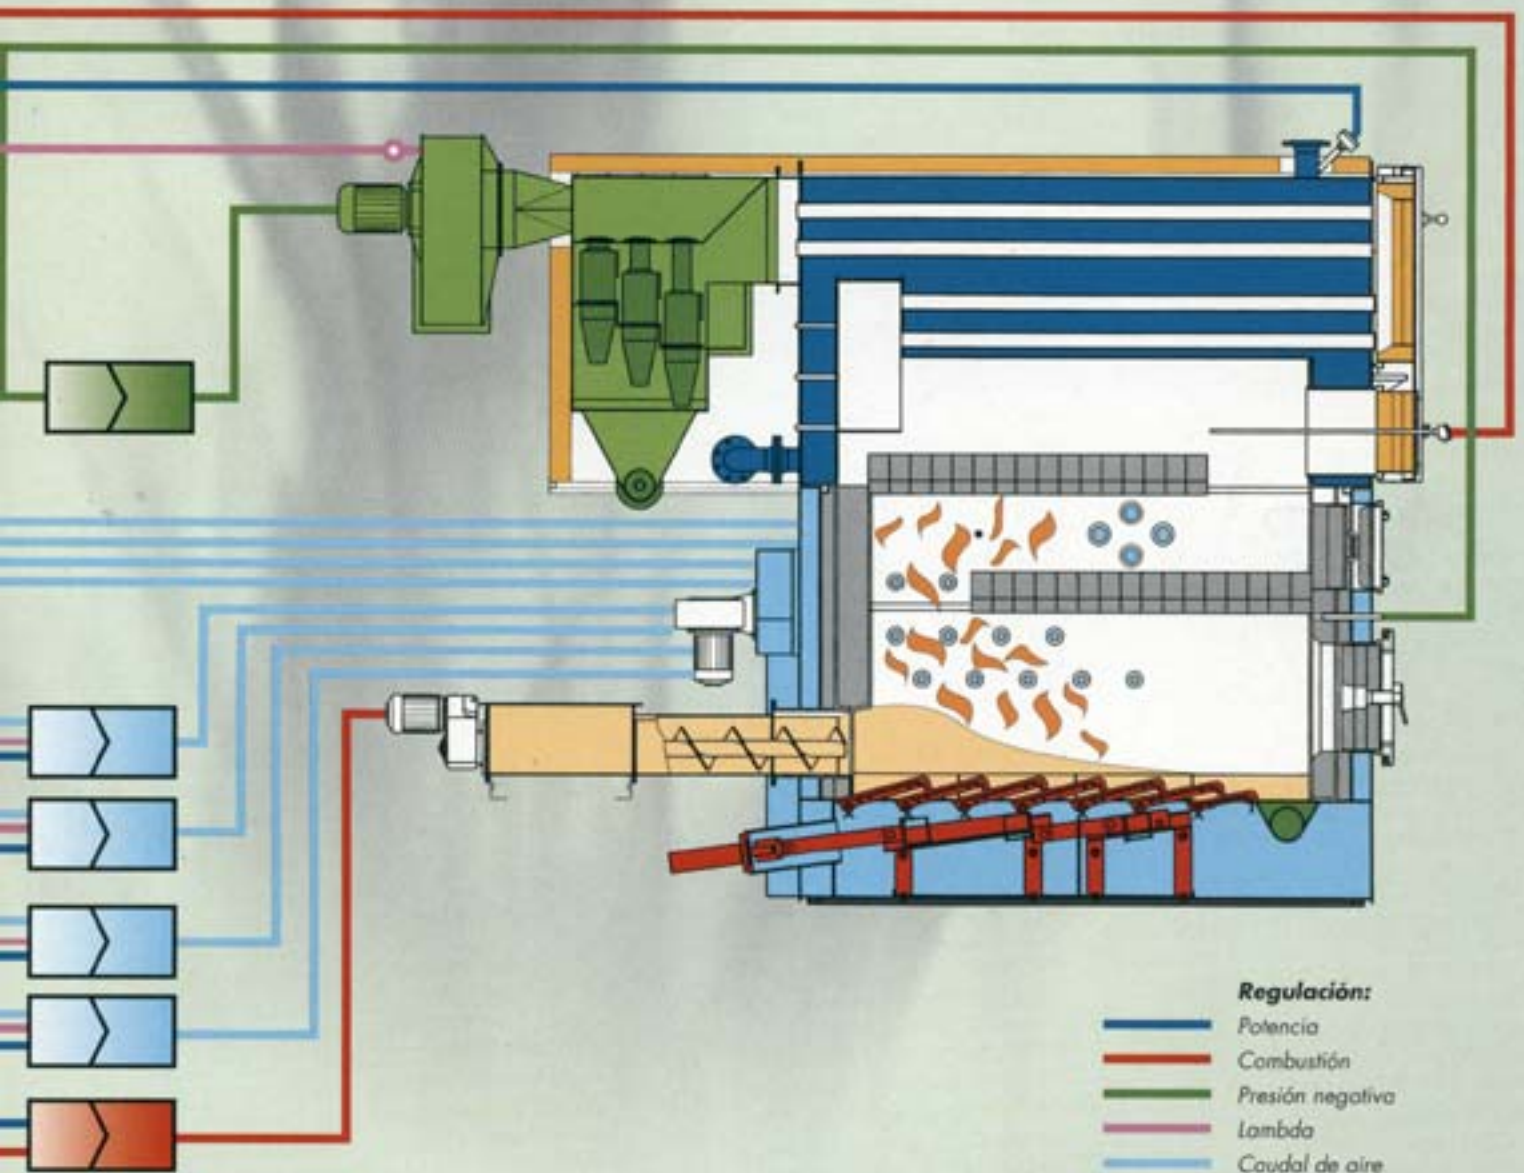 Regulación:
Potencia
Combustión
Presión negativa
Lambda
Caudal de aire